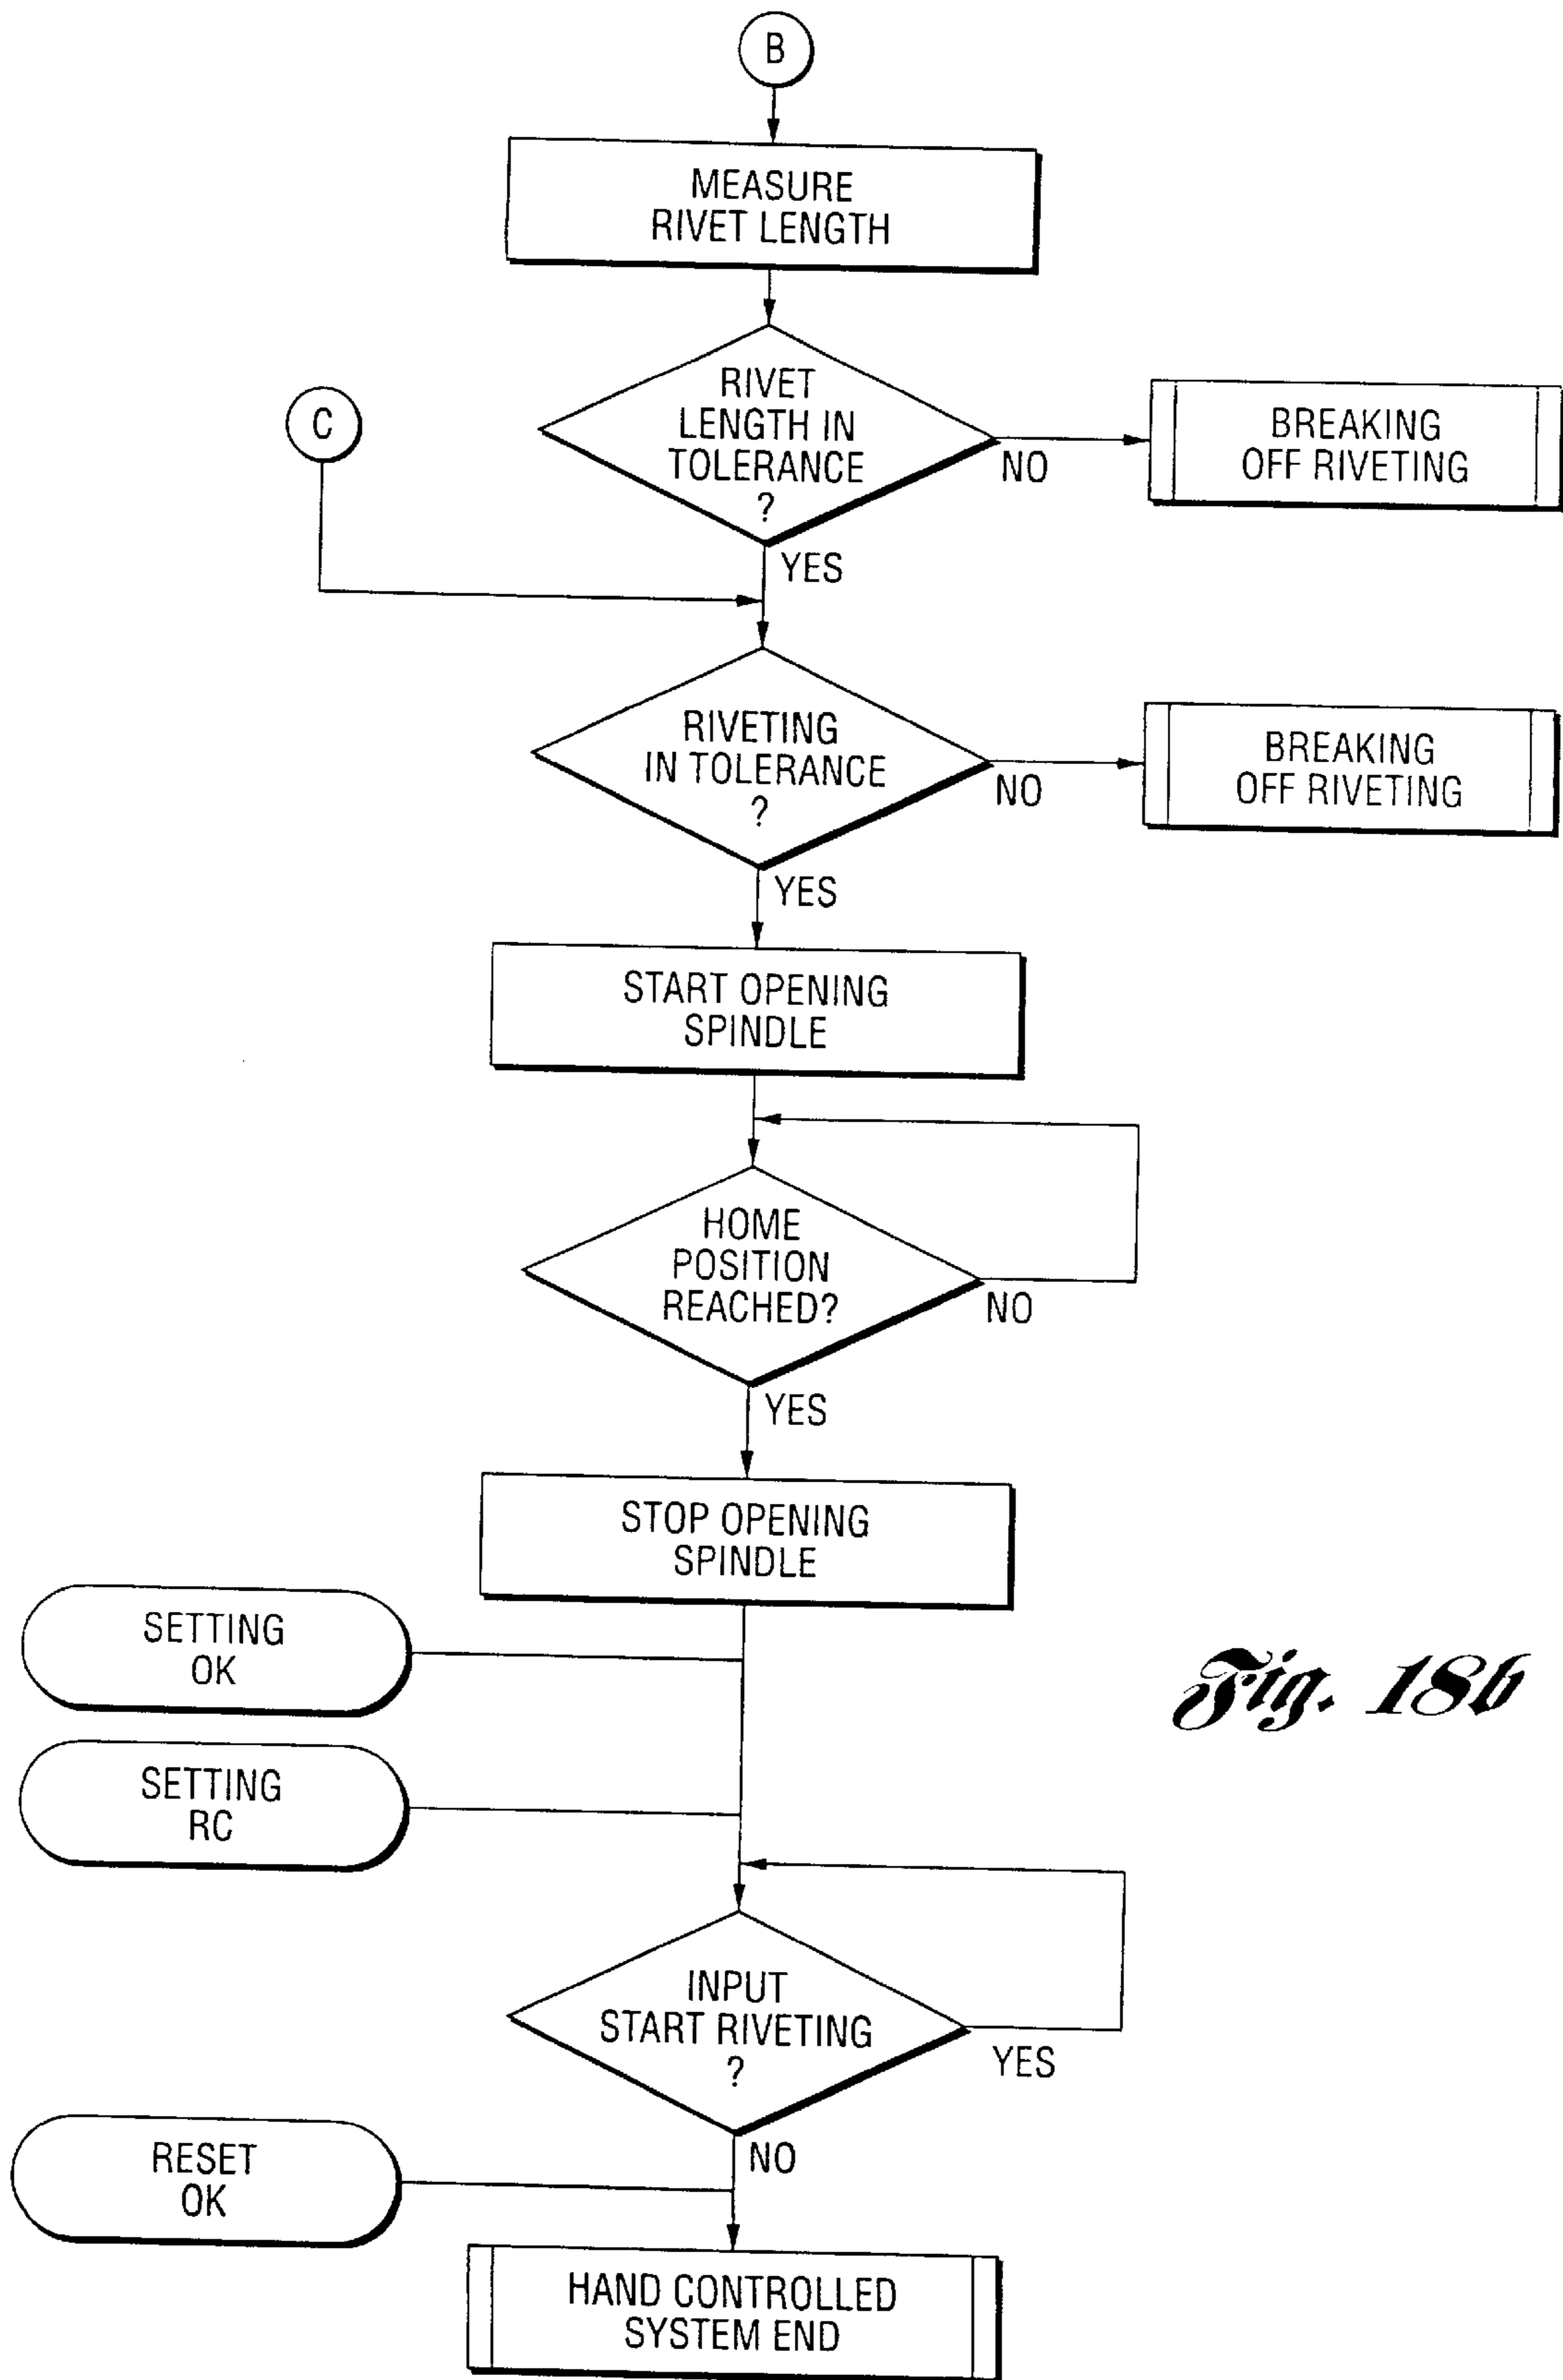 B
MEASURE
RIVET LENGTH
RIVET
LENGTH IN
TOLERANCE
?
NO
BREAKING
OFF RIVETING
C
YES
RIVETING
IN TOLERANCE
?
NO
BREAKING
OFF RIVETING
YES
START OPENING
SPINDLE
HOME
POSITION
REACHED?
NO
YES
STOP OPENING
SPINDLE
SETTING
OK
Fig. 18b
SETTING
RC
INPUT
START RIVETING
?
YES
NO
RESET
OK
HAND CONTROLLED
SYSTEM END